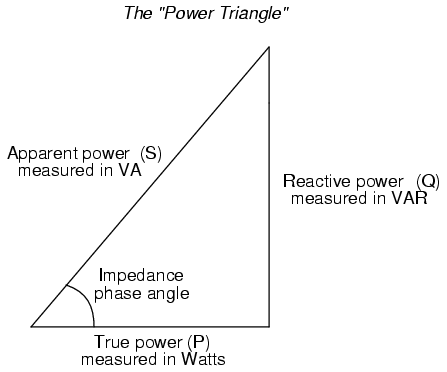 The "Power Triangle"
Apparent power (S)
measured in VA
Reactive power (Q)
measured in VAR
Impedance
phase angle
True power (P)
measured in Watts